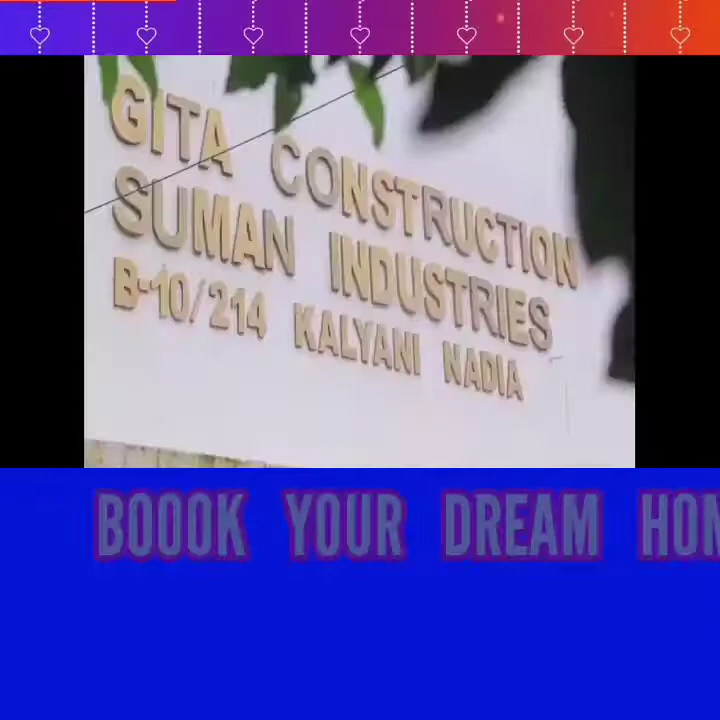 GITA CONSTRUCTION
SUMAN INDUSTRIES
B-10/214 KALYANI NADIA
BOOOK YOUR DREAM HOM